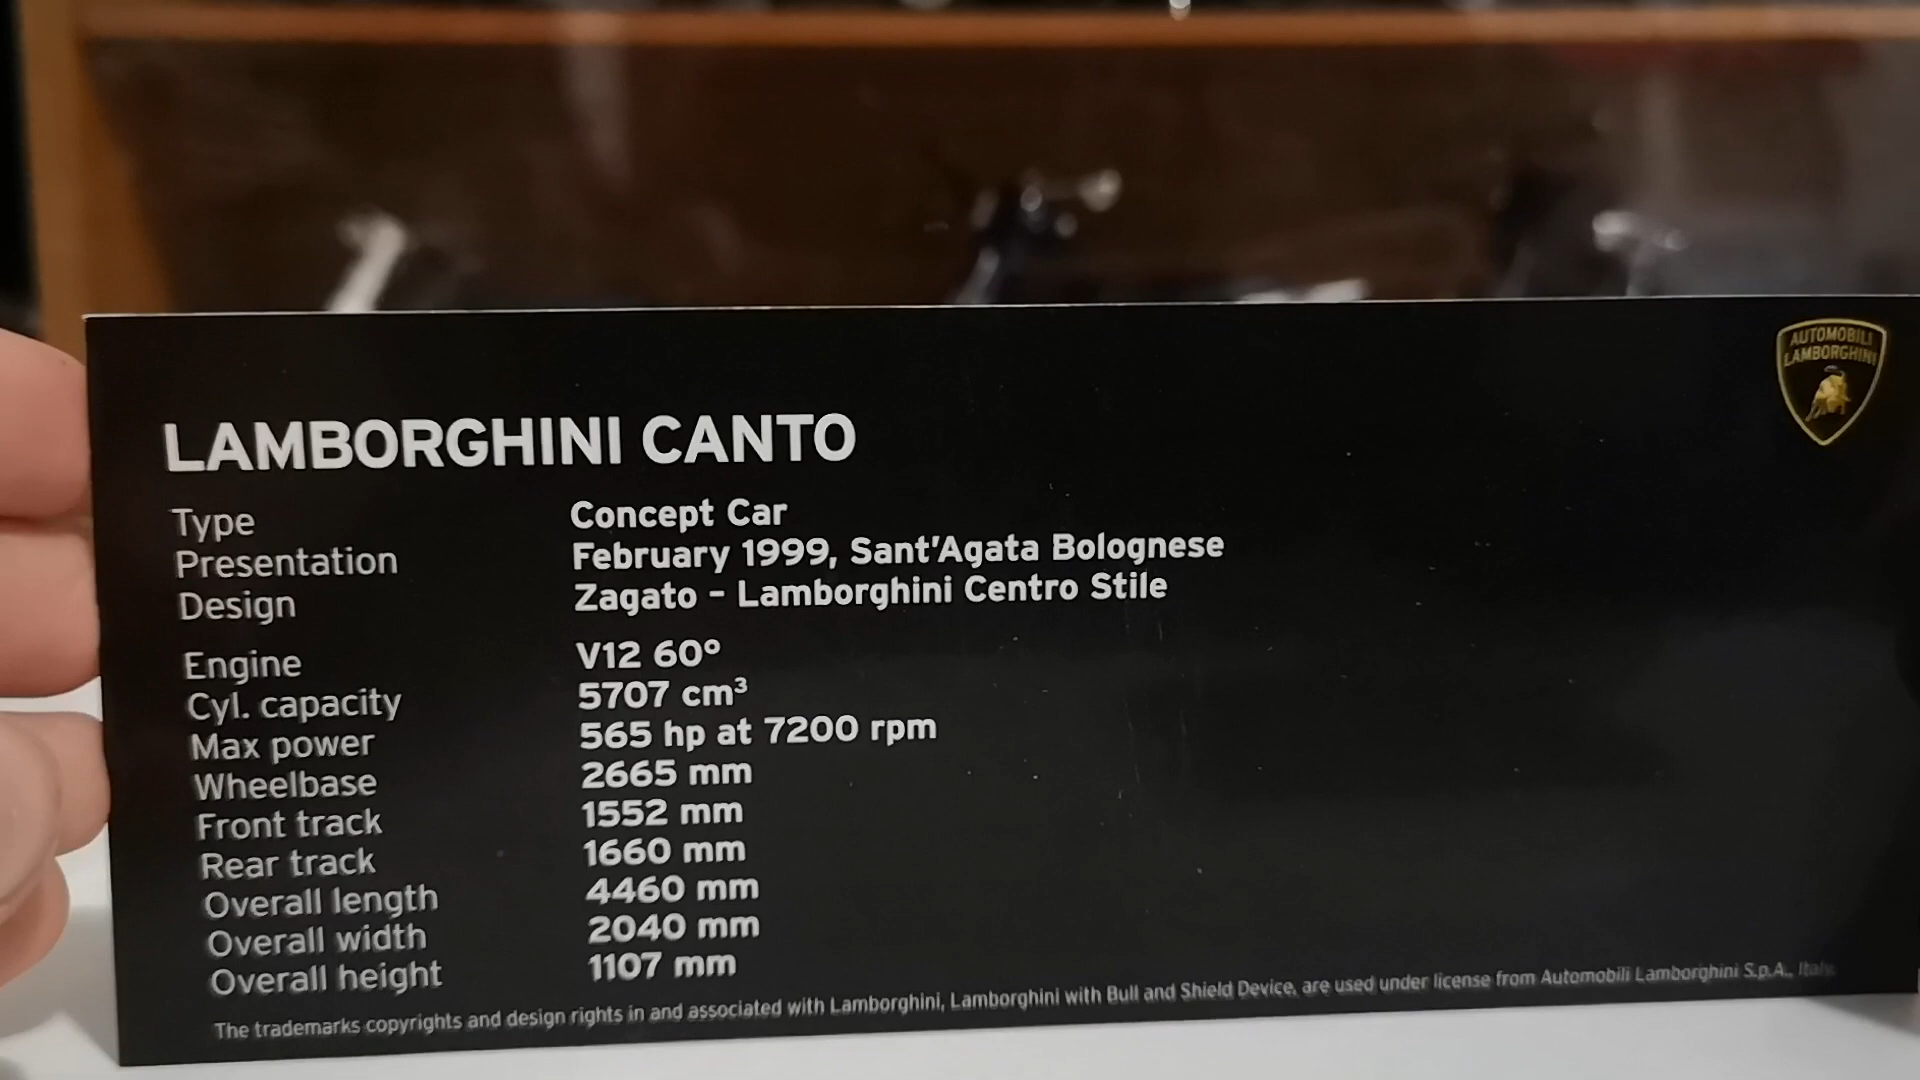 AUTOMOBILI
LAMBORGHINI
LAMBORGHINI CANTO
Type Concept Car
Presentation February 1999, Sant'Agata Bolognese
Design Zagato - Lamborghini Centro Stile
Engine V12 60°
Cyl. capacity 5707 cm³
Max power 565 hp at 7200 rpm
Wheelbase 2665 mm
Front track 1552 mm
Rear track 1660 mm
Overall length 4460 mm
Overall width 2040 mm
Overall height 1107 mm
The trademarks copyrights and design rights in and associated with Lamborghini, Lamborghini with Bull and Shield Device, are used under license from Automobili Lamborghini S.p.A., Italy.